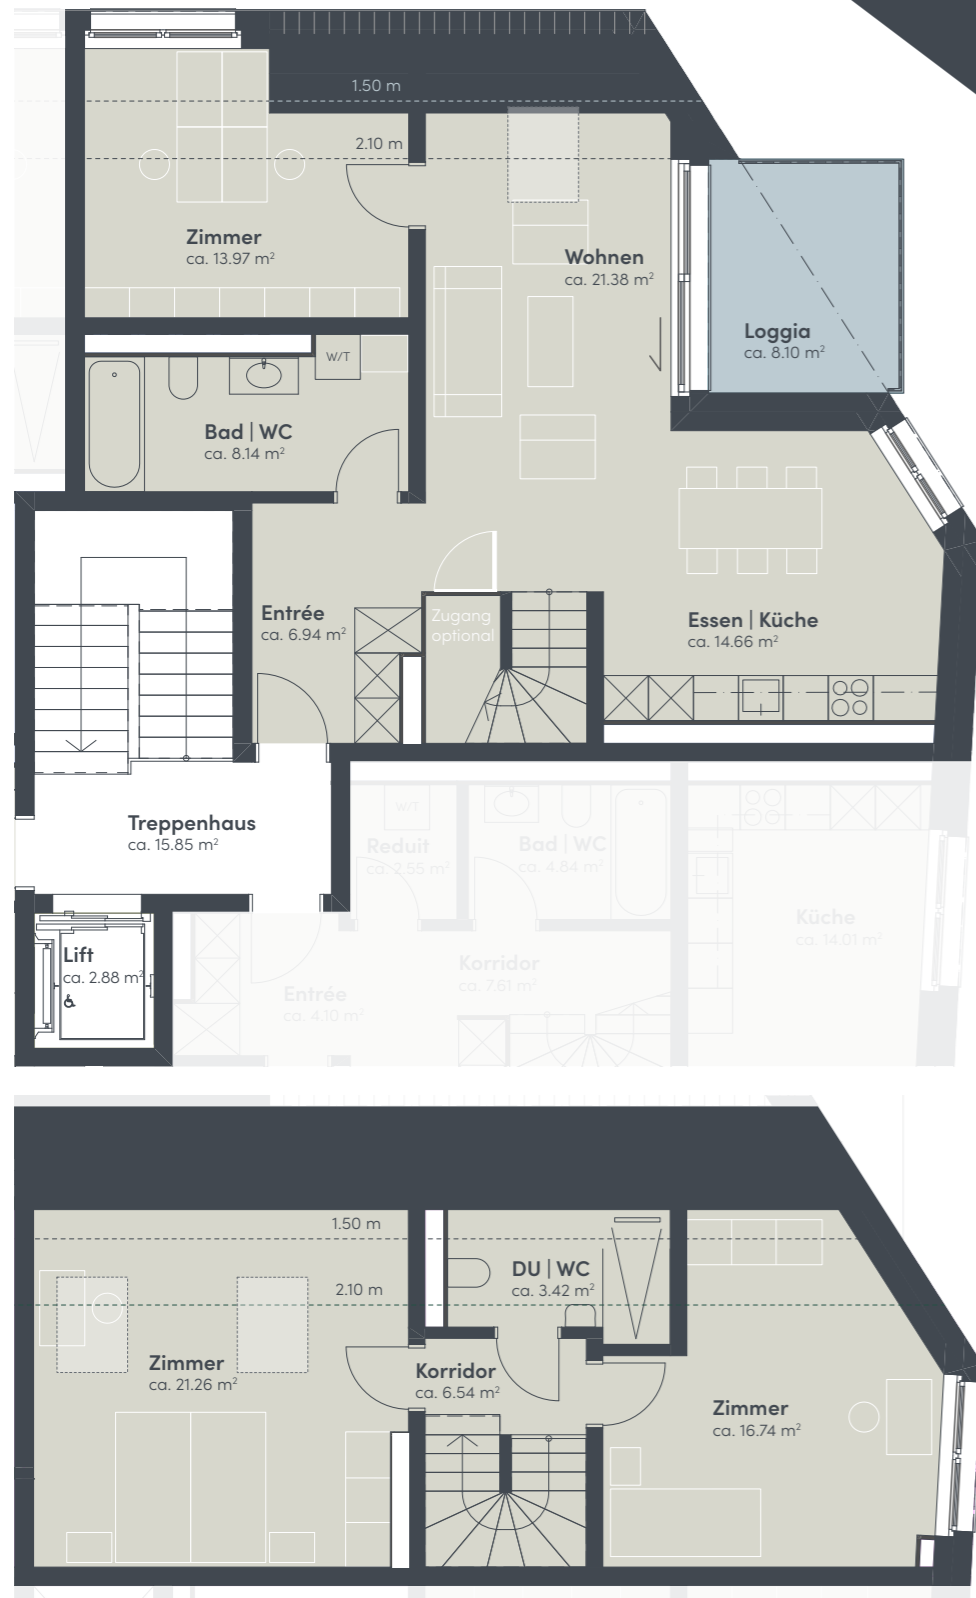 1.50 m
2.10 m
Zimmer
ca. 13.97 m²
Wohnen
ca. 21.38 m²
Loggia
ca. 8.10 m²
W/T
Bad | WC
ca. 8.14 m²
Entrée
ca. 6.94 m²
Zugang
optional
Essen | Küche
ca. 14.66 m²
Treppenhaus
ca. 15.85 m²
W/T
Reduit
ca. 2.55 m²
Bad | WC
ca. 4.84 m²
Küche
ca. 14.01 m²
Lift
ca. 2.88 m²
Korridor
ca. 7.61 m²
Entrée
ca. 4.10 m²
1.50 m
2.10 m
DU | WC
ca. 3.42 m²
Zimmer
ca. 21.26 m²
Korridor
ca. 6.54 m²
Zimmer
ca. 16.74 m²